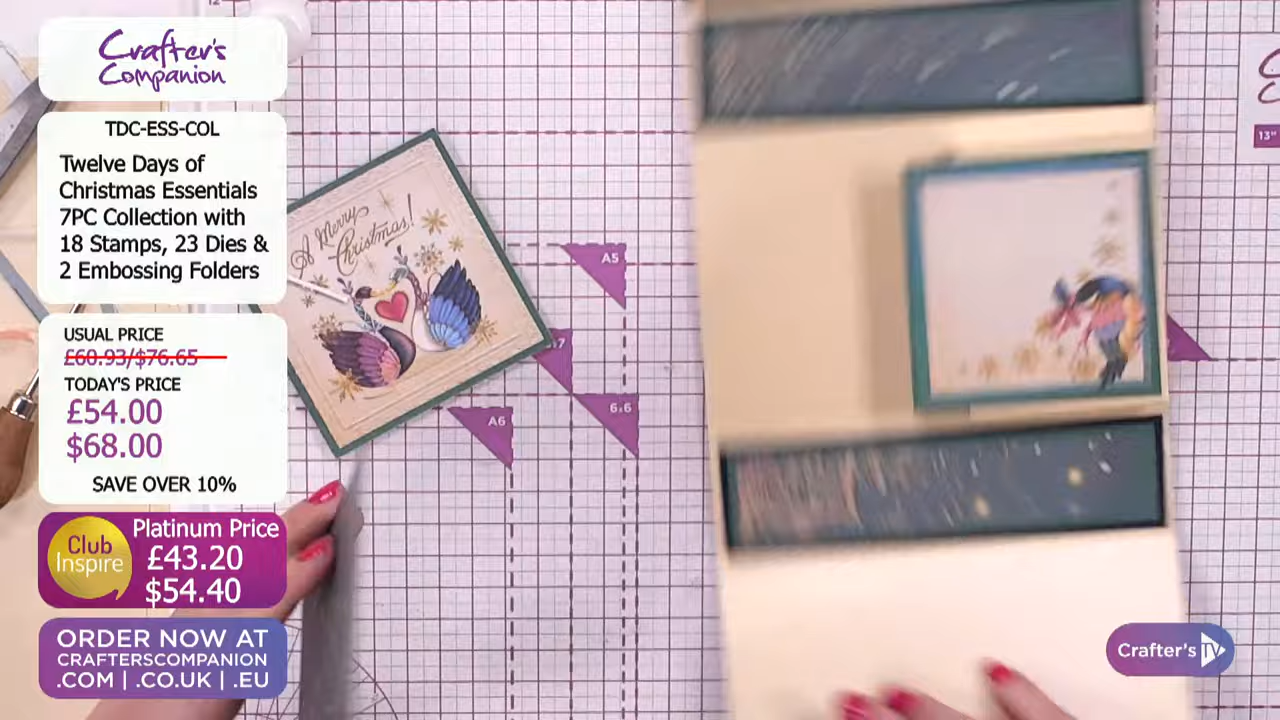 Crafter's
Companion
TDC-ESS-COL
Twelve Days of
Christmas Essentials
7PC Collection with
18 Stamps, 23 Dies &
2 Embossing Folders
USUAL PRICE
£60.93/$76.65
TODAY'S PRICE
£54.00
$68.00
SAVE OVER 10%
Club
Inspire
Platinum Price
£43.20
$54.40
ORDER NOW AT
CRAFTERSCOMPANION
.COM | .CO.UK | .EU
A Merry
Christmas!
A5
A6
6x6
13"
Crafter's TV